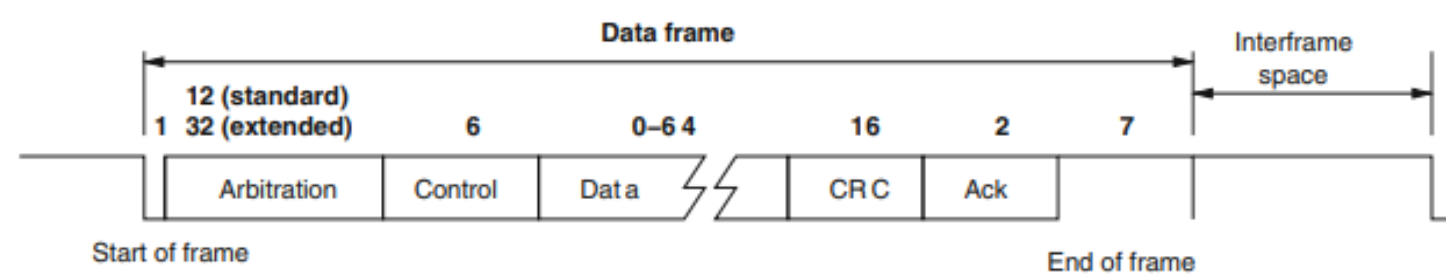 Data frame
Interframe
space
12 (standard)
1 32 (extended) 6 0–6 4 16 2 7
Arbitration Control Dat a CR C Ack
Start of frame
End of frame